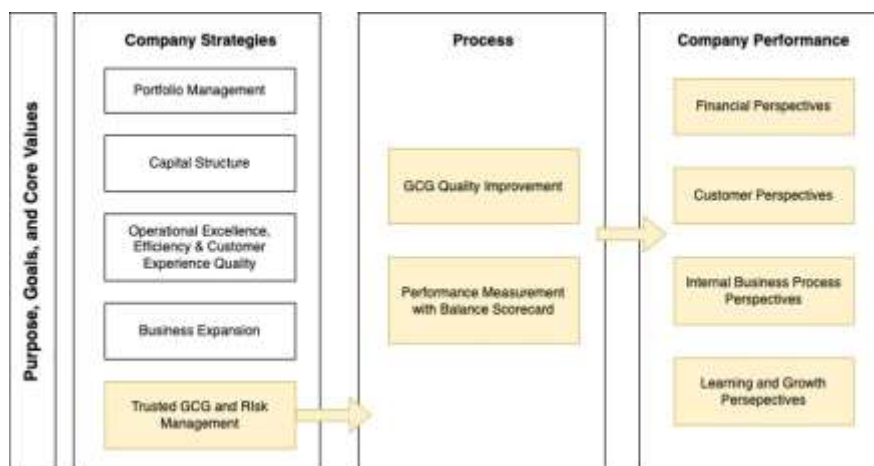 Purpose, Goals, and Core Values
Company Strategies
Portfolio Management
Capital Structure
Operational Excellence,
Efficiency & Customer
Experience Quality
Business Expansion
Trusted GCG and RIsk
Management
Process
GCG Quality Improvement
Performance Measurement
with Balance Scorecard
Company Performance
Financial Perspectives
Customer Perspectives
Internal Business Process
Perspectives
Learning and Growth
Persepectives